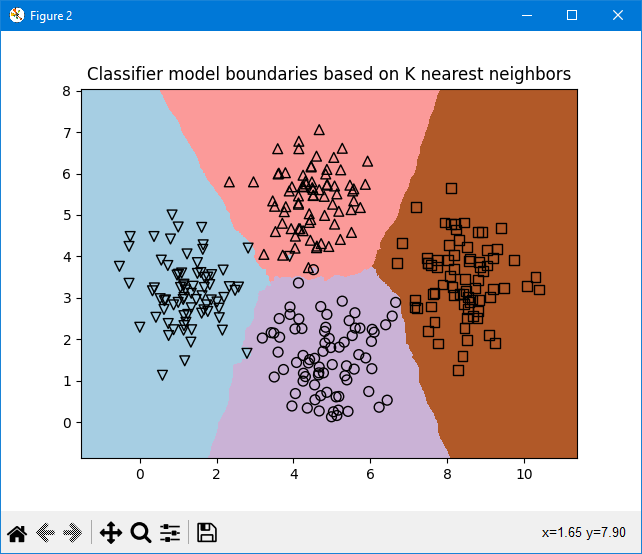 Figure 2
Classifier model boundaries based on K nearest neighbors
8
7
6
5
4
3
2
1
0
0 2 4 6 8 10
x=1.65 y=7.90